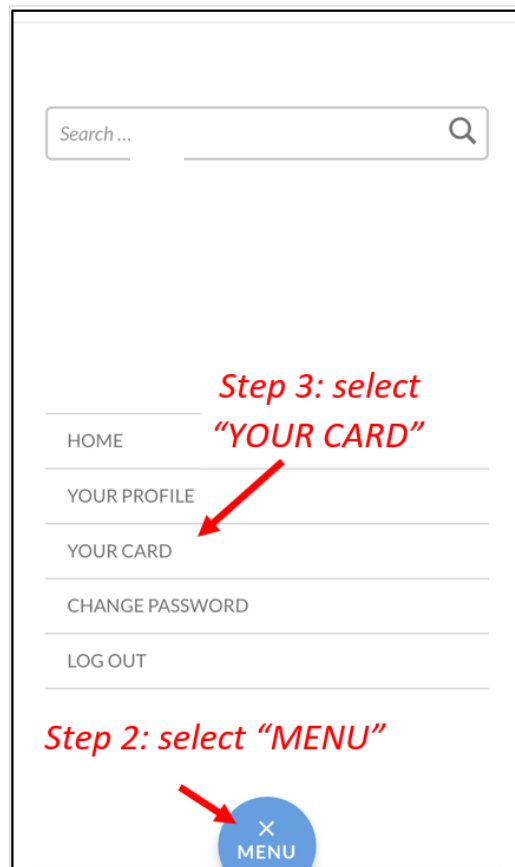 Search ...
Step 3: select
“YOUR CARD”
HOME
YOUR PROFILE
YOUR CARD
CHANGE PASSWORD
LOG OUT
Step 2: select “MENU”
MENU